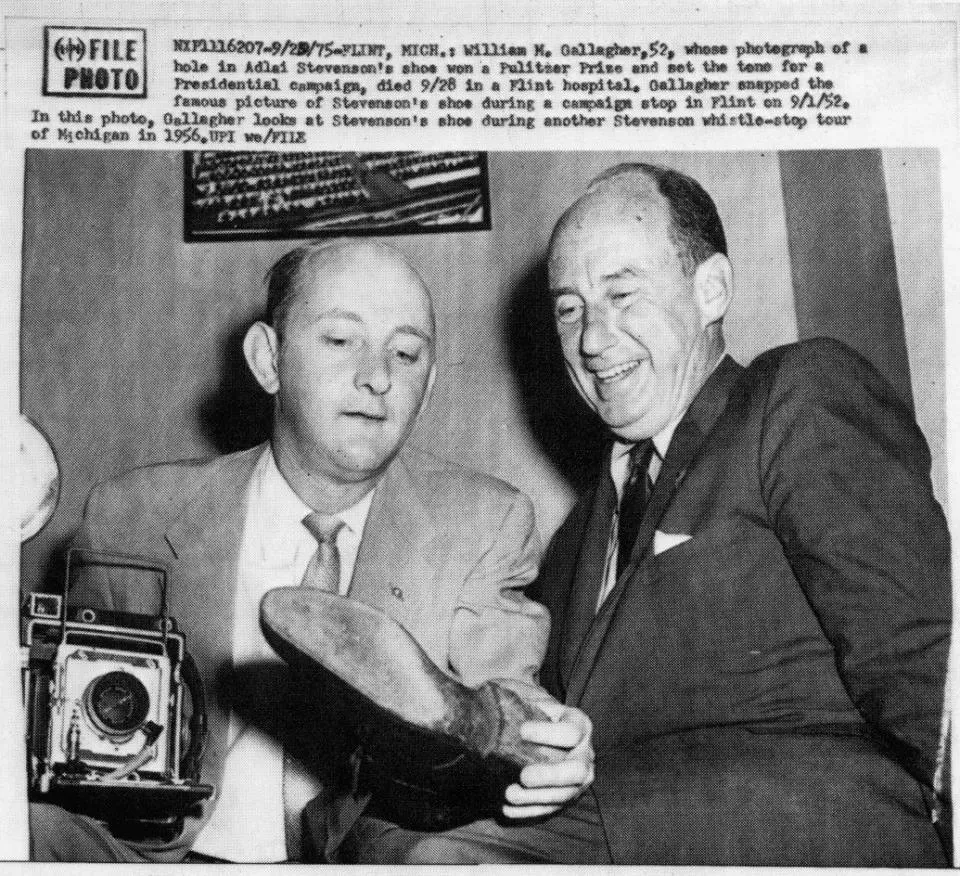 FILE
PHOTO
NXP1116207-9/29/75-FLINT, MICH.: William M. Gallagher,52, whose photograph of a
hole in Adlai Stevenson's shoe won a Pulitzer Prize and set the tone for a
Presidential campaign, died 9/28 in a Flint hospital. Gallagher snapped the
famous picture of Stevenson's shoe during a campaign stop in Flint on 9/1/52.
In this photo, Gallagher looks at Stevenson's shoe during another Stevenson whistle-stop tour
of Michigan in 1956.UPI we/FILE